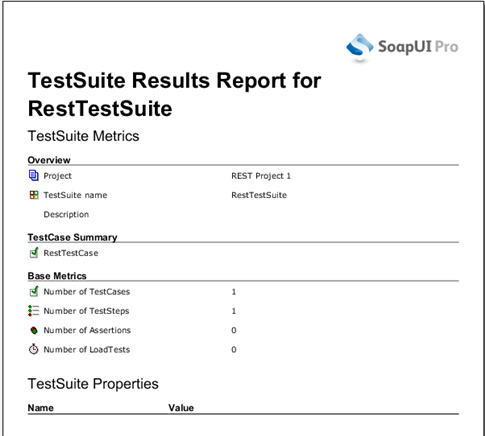 SoapUI Pro
TestSuite Results Report for
RestTestSuite
TestSuite Metrics
Overview
Project REST Project 1
TestSuite name RestTestSuite
Description
TestCase Summary
RestTestCase
Base Metrics
Number of TestCases 1
Number of TestSteps 1
Number of Assertions 0
Number of LoadTests 0
TestSuite Properties
Name Value